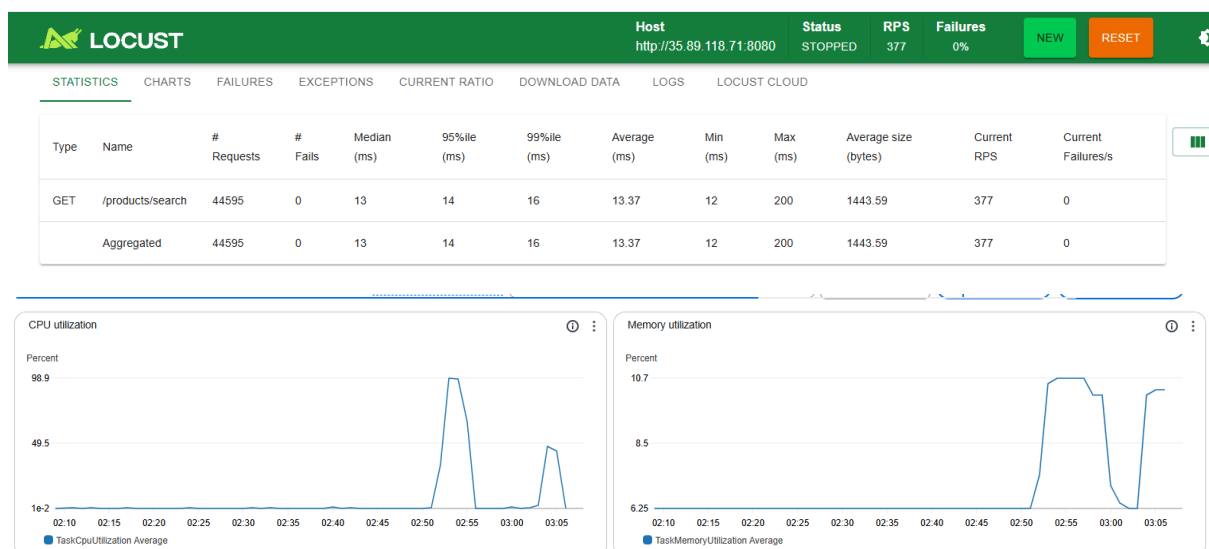 LOCUST
Host Status RPS Failures
http://35.89.118.71:8080 STOPPED 377 0% NEW RESET
STATISTICS CHARTS FAILURES EXCEPTIONS CURRENT RATIO DOWNLOAD DATA LOGS LOCUST CLOUD
Type Name # Requests # Fails Median (ms) 95%ile (ms) 99%ile (ms) Average (ms) Min (ms) Max (ms) Average size (bytes) Current RPS Current Failures/s
GET /products/search 44595 0 13 14 16 13.37 12 200 1443.59 377 0
Aggregated 44595 0 13 14 16 13.37 12 200 1443.59 377 0
CPU utilization
Percent
98.9
49.5
1e-2
02:10 02:15 02:20 02:25 02:30 02:35 02:40 02:45 02:50 02:55 03:00 03:05
TaskCpuUtilization Average
Memory utilization
Percent
10.7
8.5
6.25
02:10 02:15 02:20 02:25 02:30 02:35 02:40 02:45 02:50 02:55 03:00 03:05
TaskMemoryUtilization Average